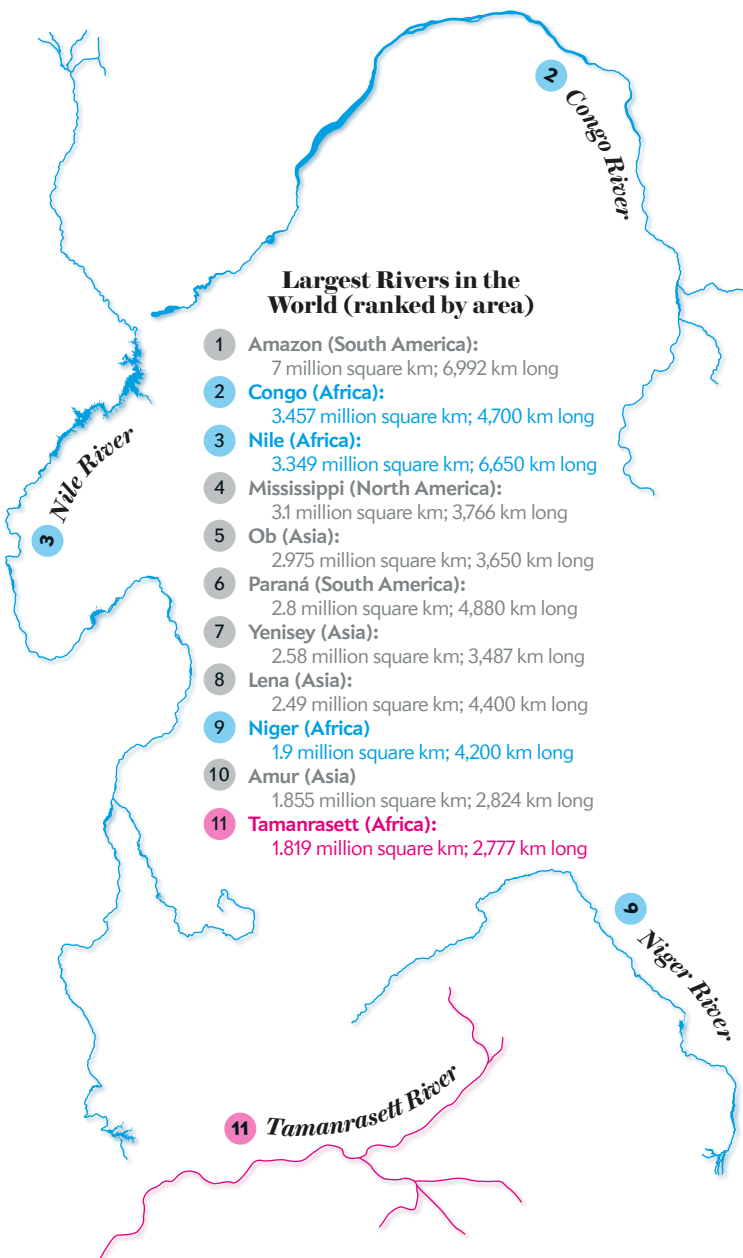 2 Congo River
Largest Rivers in the
World (ranked by area)
1 Amazon (South America):
7 million square km; 6,992 km long
2 Congo (Africa):
3.457 million square km; 4,700 km long
3 Nile (Africa):
3.349 million square km; 6,650 km long
4 Mississippi (North America):
3.1 million square km; 3,766 km long
5 Ob (Asia):
2.975 million square km; 3,650 km long
6 Paraná (South America):
2.8 million square km; 4,880 km long
7 Yenisey (Asia):
2.58 million square km; 3,487 km long
8 Lena (Asia):
2.49 million square km; 4,400 km long
9 Niger (Africa)
1.9 million square km; 4,200 km long
10 Amur (Asia)
1.855 million square km; 2,824 km long
11 Tamanrasett (Africa):
1.819 million square km; 2,777 km long
3 Nile River
9 Niger River
11 Tamanrasett River